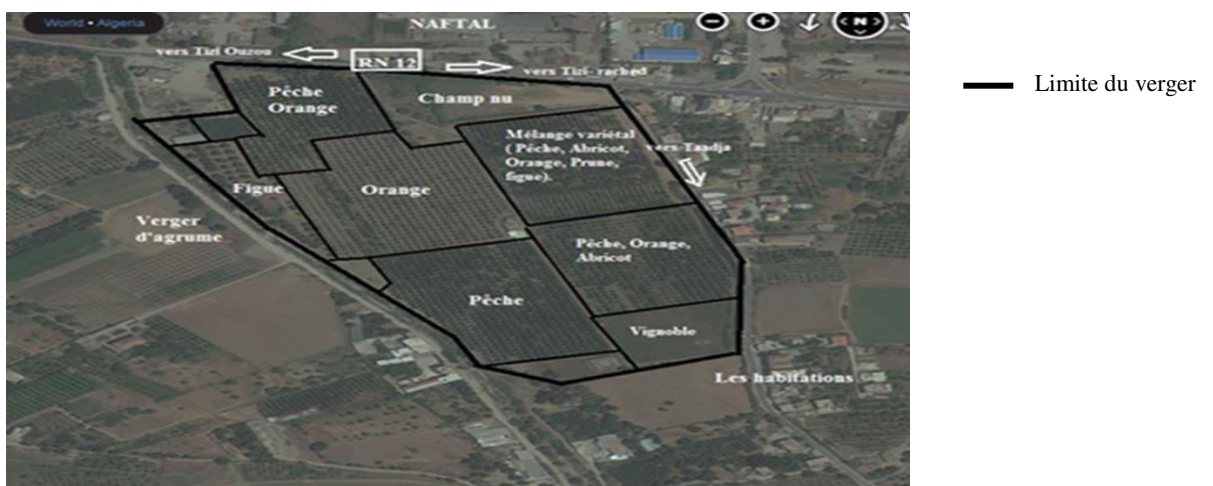 World • Algeria
NAFTAL
vers Tizi Ouzou
RN 12
vers Tizi- rached
Limite du verger
Pêche
Orange
Champ nu
Mélange variétal
( Pêche, Abricot,
Orange, Prune,
figue).
vers Taadja
Figue
Orange
Verger
d'agrume
Pêche, Orange,
Abricot
Pêche
Vignoble
Les habitations
< N >